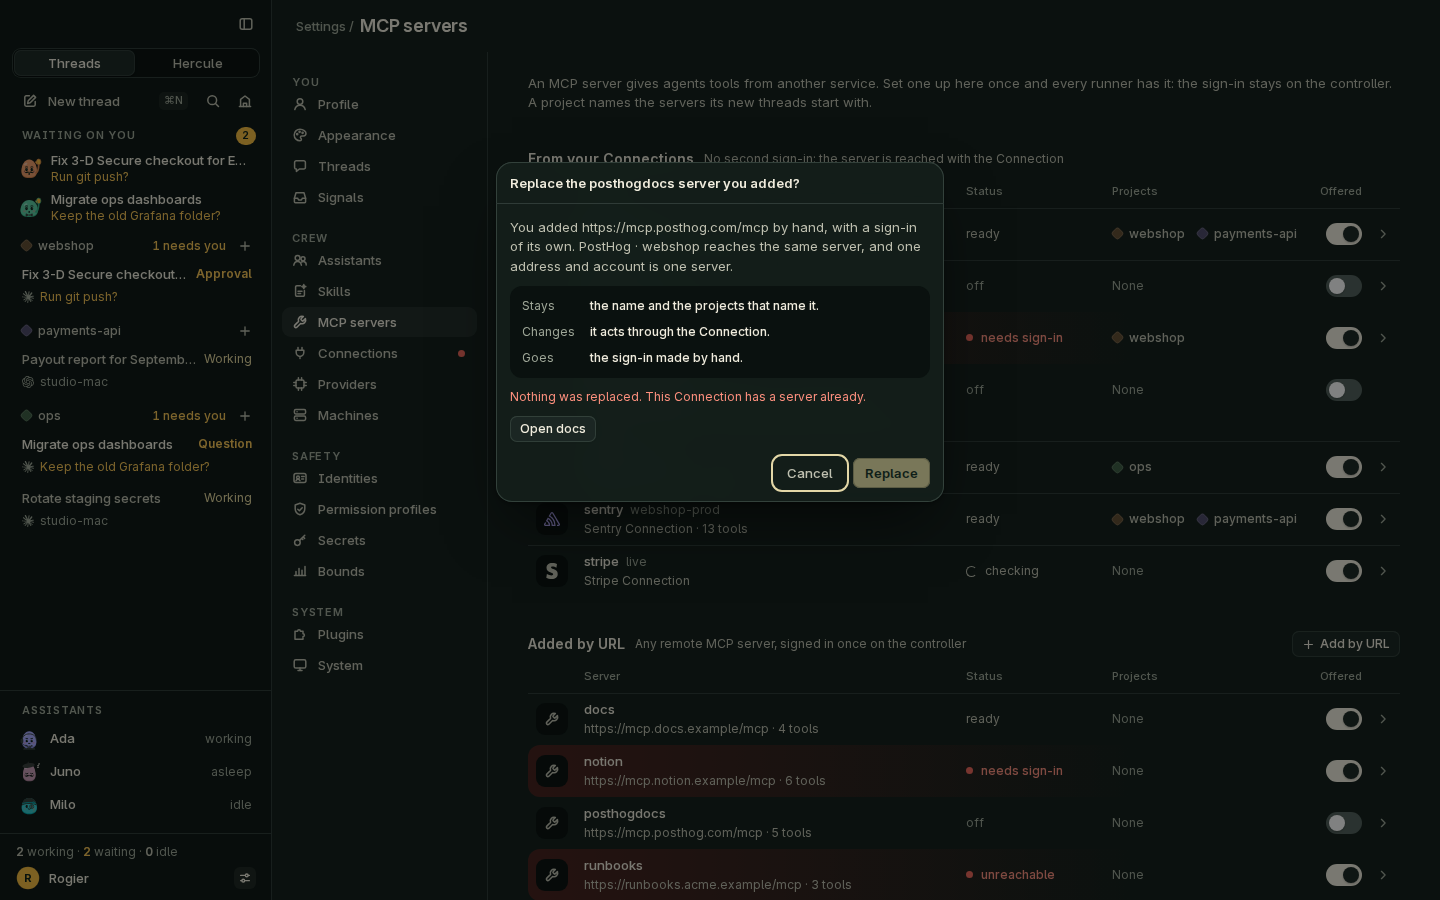 Settings / MCP servers
Threads
Hercule
New thread
⌘N
WAITING ON YOU
2
Fix 3-D Secure checkout for E...
Run git push?
Migrate ops dashboards
Keep the old Grafana folder?
webshop
1 needs you
Fix 3-D Secure checkout...
Approval
Run git push?
payments-api
Payout report for Septemb...
Working
studio-mac
ops
1 needs you
Migrate ops dashboards
Question
Keep the old Grafana folder?
Rotate staging secrets
Working
studio-mac
ASSISTANTS
Ada
working
Juno
asleep
Milo
idle
2 working · 2 waiting · 0 idle
R
Rogier
YOU
Profile
Appearance
Threads
Signals
CREW
Assistants
Skills
MCP servers
Connections
Providers
Machines
SAFETY
Identities
Permission profiles
Secrets
Bounds
SYSTEM
Plugins
System
An MCP server gives agents tools from another service. Set one up here once and every runner has it: the sign-in stays on the controller.
A project names the servers its new threads start with.
From your Connections
No second sign-in: the server is reached with the Connection
Status
Projects
Offered
ready
webshop
payments-api
off
None
needs sign-in
webshop
off
None
ready
ops
sentry webshop-prod
Sentry Connection · 13 tools
ready
webshop
payments-api
S
stripe live
Stripe Connection
checking
None
Replace the posthogdocs server you added?
You added https://mcp.posthog.com/mcp by hand, with a sign-in
of its own. PostHog · webshop reaches the same server, and one
address and account is one server.
Stays
the name and the projects that name it.
Changes
it acts through the Connection.
Goes
the sign-in made by hand.
Nothing was replaced. This Connection has a server already.
Open docs
Cancel
Replace
Added by URL
Any remote MCP server, signed in once on the controller
Add by URL
Server
Status
Projects
Offered
docs
https://mcp.docs.example/mcp · 4 tools
ready
None
notion
https://mcp.notion.example/mcp · 6 tools
needs sign-in
None
posthogdocs
https://mcp.posthog.com/mcp · 5 tools
off
None
runbooks
https://runbooks.acme.example/mcp · 3 tools
unreachable
None